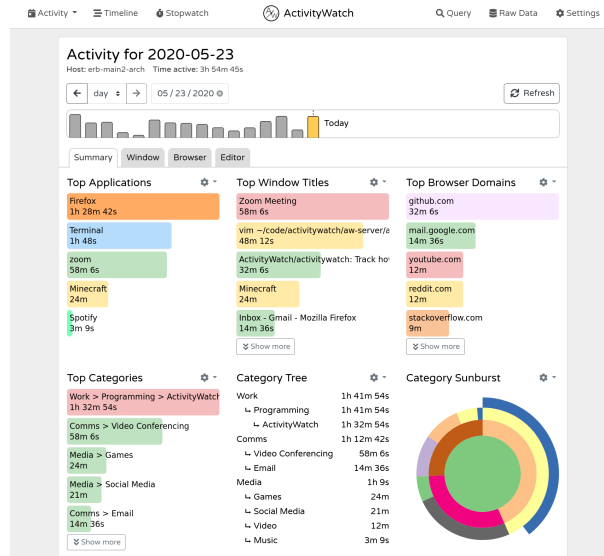 Activity Timeline Stopwatch ActivityWatch Query Raw Data Settings
Activity for 2020-05-23
Host: erb-main2-arch Time active: 3h 54m 45s
day 05 / 23 / 2020 Refresh
Today
Summary Window Browser Editor
Top Applications
Firefox
1h 28m 42s
Terminal
1h 48s
zoom
58m 6s
Minecraft
24m
Spotify
3m 9s
Top Window Titles
Zoom Meeting
58m 6s
vim ~/code/activitywatch/aw-server/a
48m 12s
ActivityWatch/activitywatch: Track ho
32m 6s
Minecraft
24m
Inbox - Gmail - Mozilla Firefox
14m 36s
Show more
Top Browser Domains
github.com
32m 6s
mail.google.com
14m 36s
youtube.com
12m
reddit.com
12m
stackoverflow.com
9m
Show more
Top Categories
Work > Programming > ActivityWatch
1h 32m 54s
Comms > Video Conferencing
58m 6s
Media > Games
24m
Media > Social Media
21m
Comms > Email
14m 36s
Show more
Category Tree
Work 1h 41m 54s
↳ Programming 1h 41m 54s
↳ ActivityWatch 1h 32m 54s
Comms 1h 12m 42s
↳ Video Conferencing 58m 6s
↳ Email 14m 36s
Media 1h 9s
↳ Games 24m
↳ Social Media 21m
↳ Video 12m
↳ Music 3m 9s
Category Sunburst